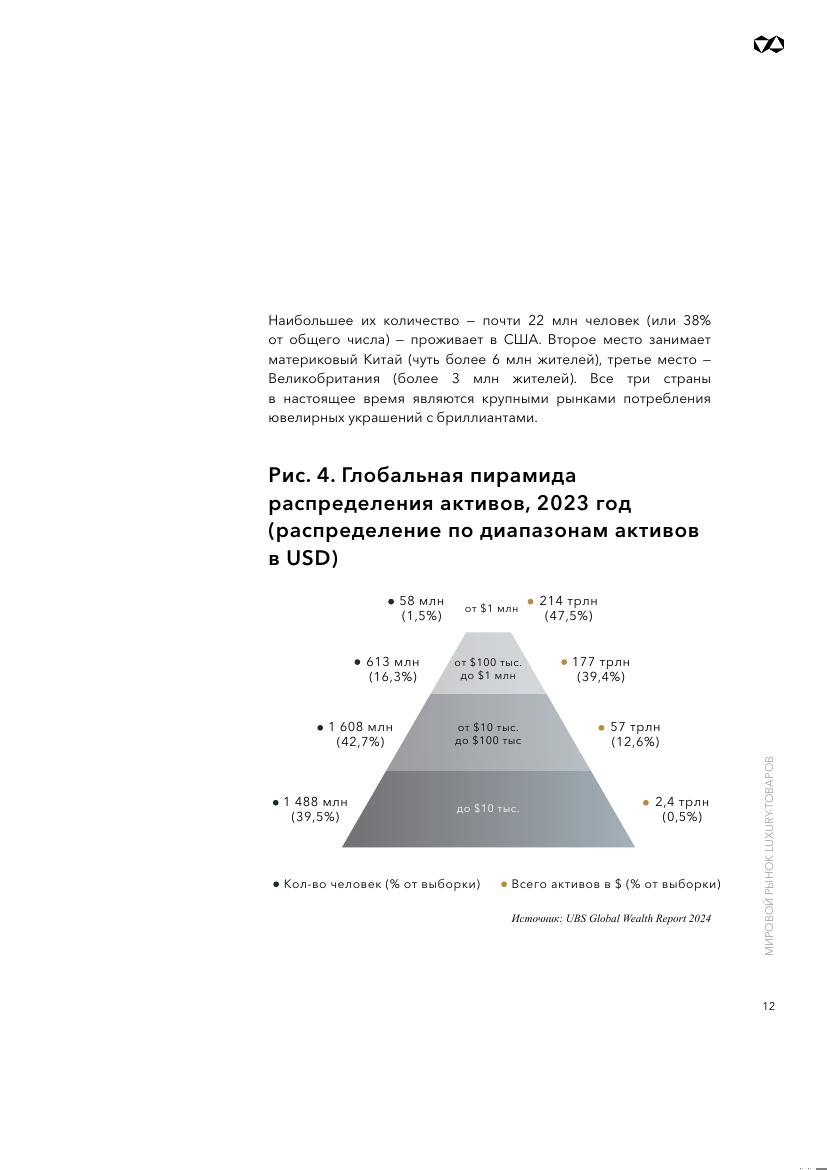 Наибольшее их количество — почти 22 млн человек (или 38%
от общего числа) — проживает в США. Второе место занимает
материковый Китай (чуть более 6 млн жителей), третье место —
Великобритания (более 3 млн жителей). Все три страны
в настоящее время являются крупными рынками потребления
ювелирных украшений с бриллиантами.
Рис. 4. Глобальная пирамида
распределения активов, 2023 год
(распределение по диапазонам активов
в USD)
• 58 млн
(1,5%)
от $1 млн
• 214 трлн
(47,5%)
• 613 млн
(16,3%)
от $100 тыс.
до $1 млн
• 177 трлн
(39,4%)
• 1 608 млн
(42,7%)
от $10 тыс.
до $100 тыс
• 57 трлн
(12,6%)
• 1 488 млн
(39,5%)
до $10 тыс.
• 2,4 трлн
(0,5%)
• Кол-во человек (% от выборки)
• Всего активов в $ (% от выборки)
Источник: UBS Global Wealth Report 2024
МИРОВОЙ РЫНОК LUXURY-ТОВАРОВ
12